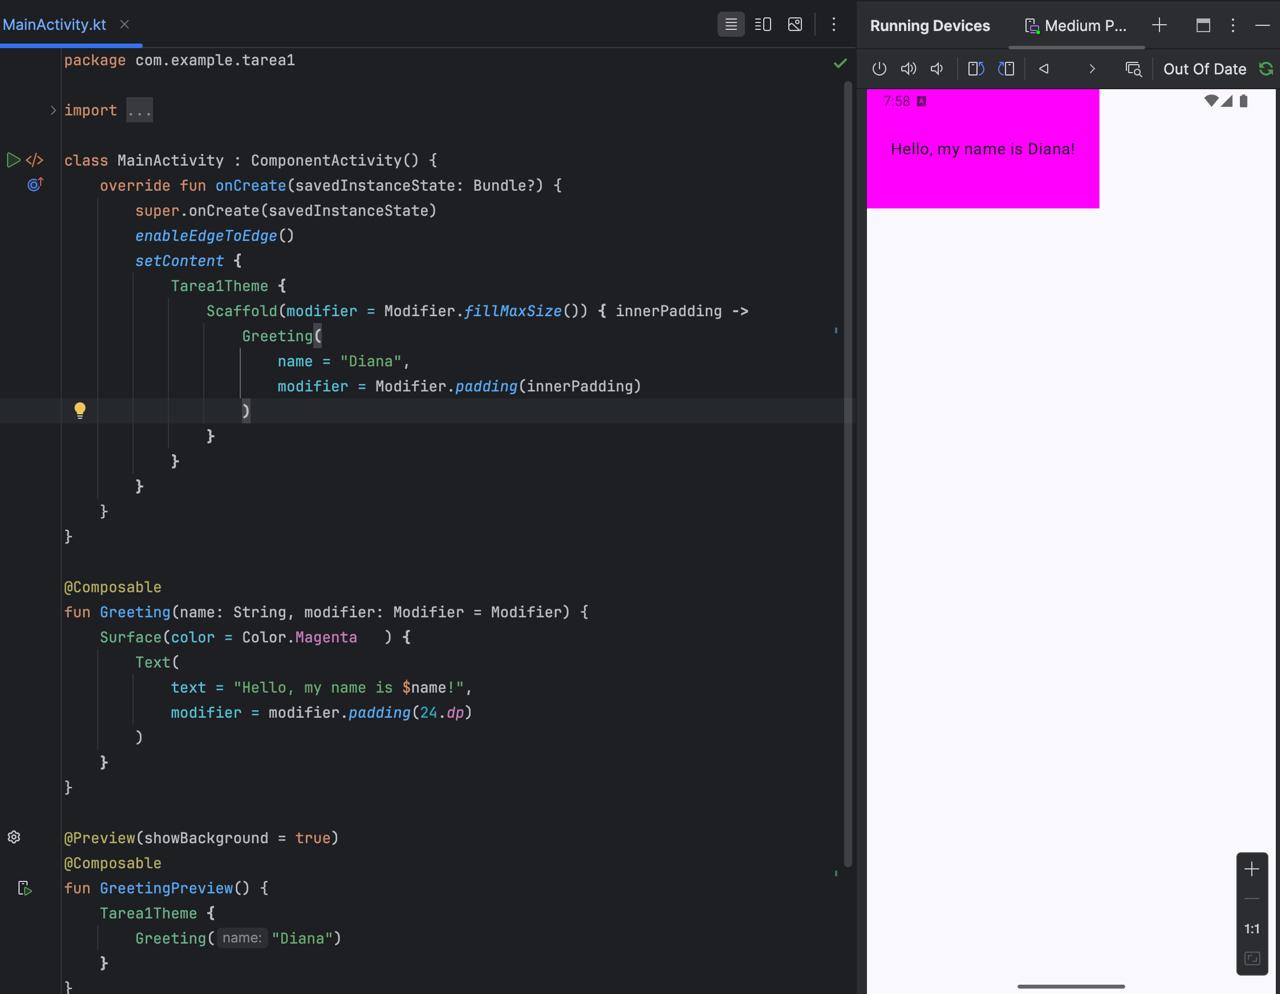 MainActivity.kt
Running Devices
Medium P...
Out Of Date
package com.example.tarea1
import ...
class MainActivity : ComponentActivity() {
override fun onCreate(savedInstanceState: Bundle?) {
super.onCreate(savedInstanceState)
enableEdgeToEdge()
setContent {
Tarea1Theme {
Scaffold(modifier = Modifier.fillMaxSize()) { innerPadding ->
Greeting(
name = "Diana",
modifier = Modifier.padding(innerPadding)
)
}
}
}
}
}
@Composable
fun Greeting(name: String, modifier: Modifier = Modifier) {
Surface(color = Color.Magenta   ) {
Text(
text = "Hello, my name is $name!",
modifier = modifier.padding(24.dp)
)
}
}
@Preview(showBackground = true)
@Composable
fun GreetingPreview() {
Tarea1Theme {
Greeting( name: "Diana")
}
}
7:58 A
Hello, my name is Diana!
1:1